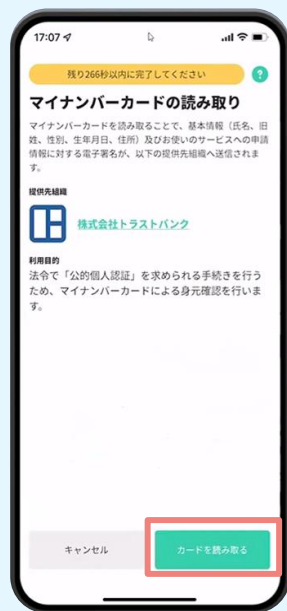 17:07
残り266秒以内に完了してください
?
マイナンバーカードの読み取り
マイナンバーカードを読み取ることで、基本情報（氏名、旧
姓、性別、生年月日、住所）及びお使いのサービスへの申請
情報に対する電子署名が、以下の提供先組織へ送信されま
す。
提供先組織
株式会社トラストバンク
利用目的
法令で「公的個人認証」を求められる手続きを行う
ため、マイナンバーカードによる身元確認を行いま
す。
キャンセル
カードを読み取る